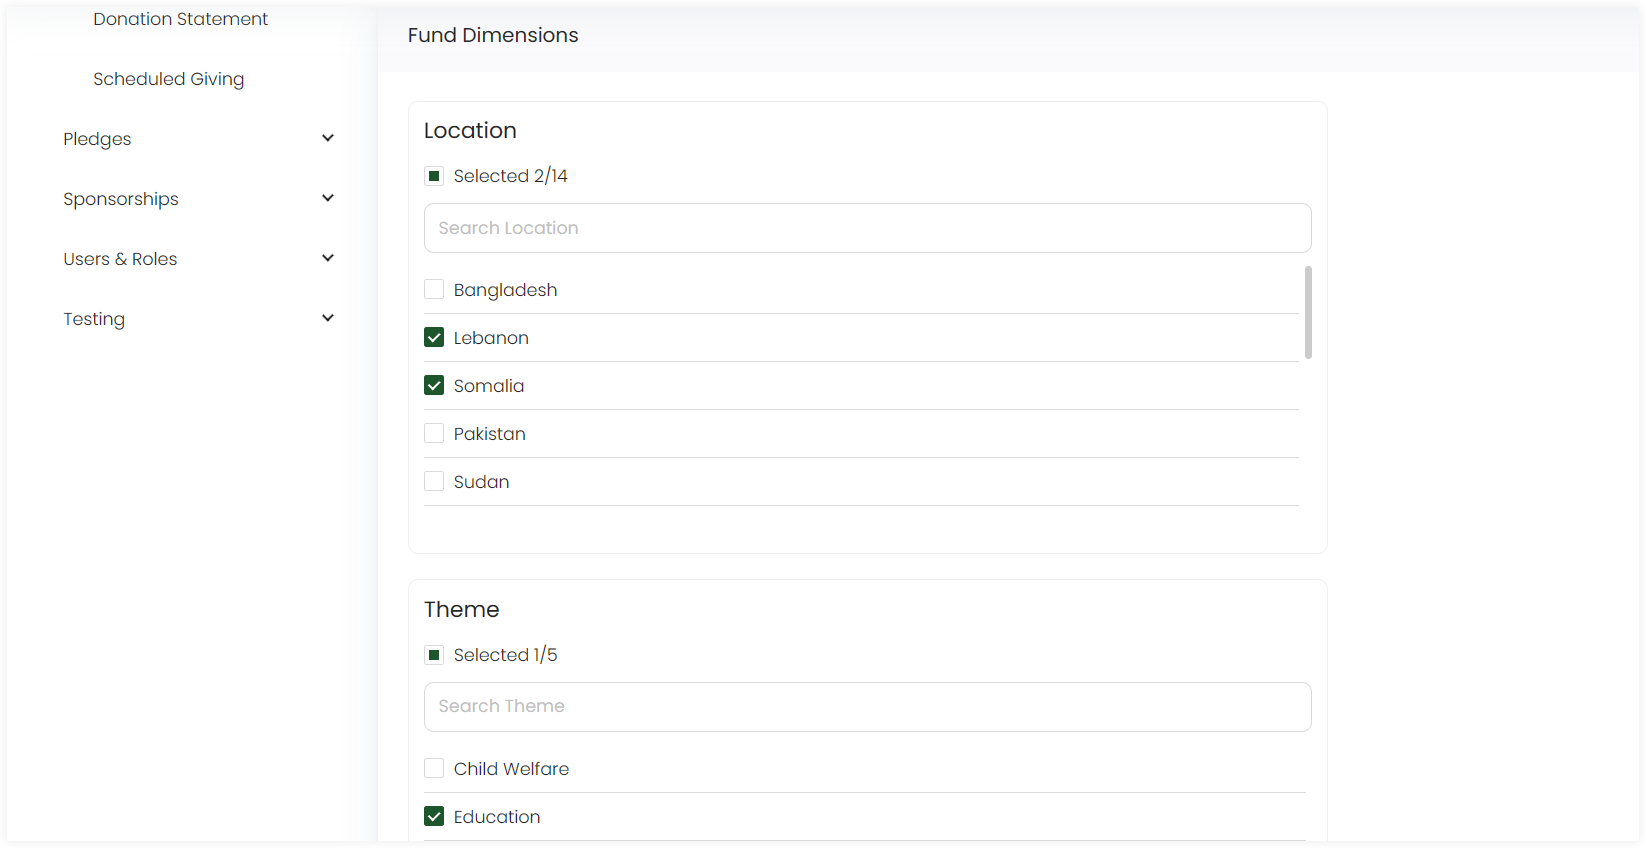 Donation Statement
Scheduled Giving
Pledges
Sponsorships
Users & Roles
Testing
Fund Dimensions
Location
Selected 2/14
Search Location
Bangladesh
Lebanon
Somalia
Pakistan
Sudan
Theme
Selected 1/5
Search Theme
Child Welfare
Education